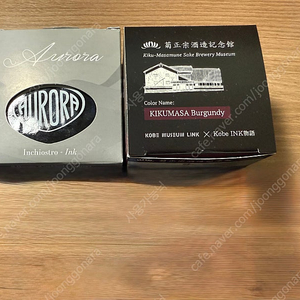 Aurora
AURORA
Inchiostro - Ink
菊正宗酒造記念館
Kiku-Masamune Sake Brewery Museum
Color Name:
KIKUMASA Burgundy
KOBE MUSEUM LINK × Kobe INK物語